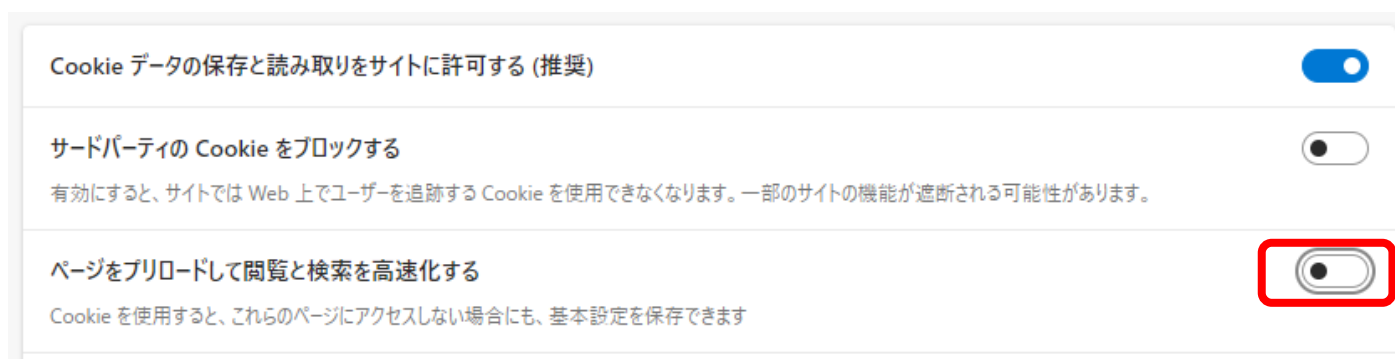 Cookie データの保存と読み取りをサイトに許可する (推奨)
サードパーティの Cookie をブロックする
有効にすると、サイトでは Web 上でユーザーを追跡する Cookie を使用できなくなります。一部のサイトの機能が遮断される可能性があります。
ページをプリロードして閲覧と検索を高速化する
Cookie を使用すると、これらのページにアクセスしない場合にも、基本設定を保存できます